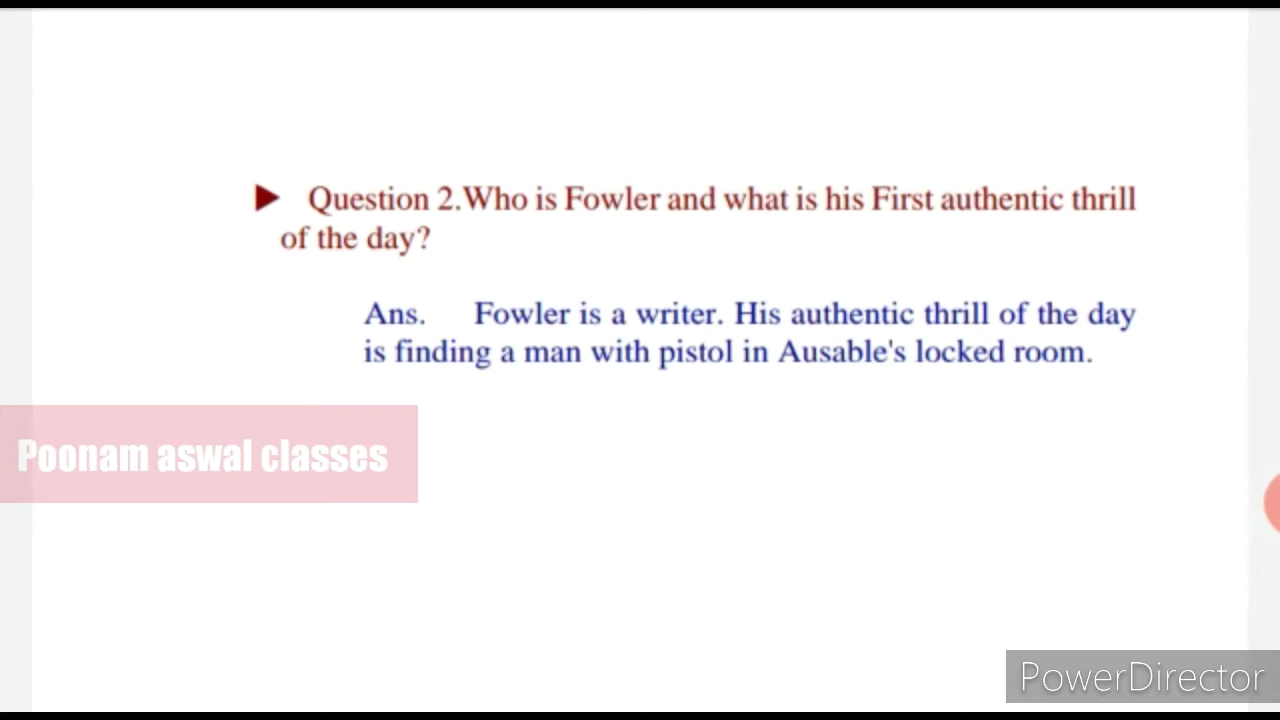 Question 2.Who is Fowler and what is his First authentic thrill
of the day?
Ans. Fowler is a writer. His authentic thrill of the day
is finding a man with pistol in Ausable's locked room.
Poonam aswal classes
PowerDirector